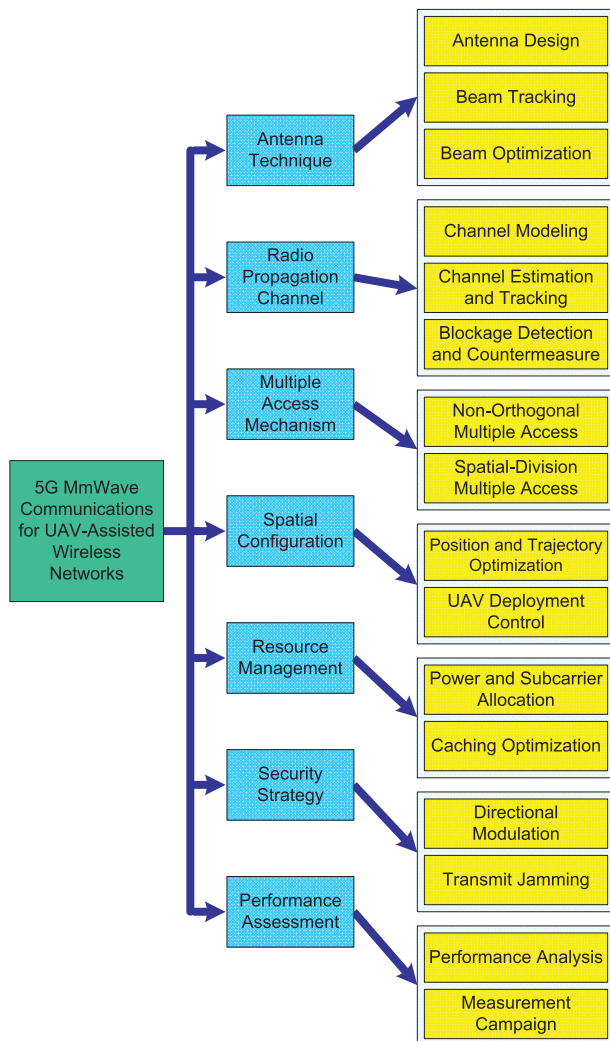 5G MmWave
Communications
for UAV-Assisted
Wireless
Networks
Antenna
Technique
Antenna Design
Beam Tracking
Beam Optimization
Radio
Propagation
Channel
Channel Modeling
Channel Estimation
and Tracking
Blockage Detection
and Countermeasure
Multiple
Access
Mechanism
Non-Orthogonal
Multiple Access
Spatial-Division
Multiple Access
Spatial
Configuration
Position and Trajectory
Optimization
UAV Deployment
Control
Resource
Management
Power and Subcarrier
Allocation
Caching Optimization
Security
Strategy
Directional
Modulation
Transmit Jamming
Performance
Assessment
Performance Analysis
Measurement
Campaign